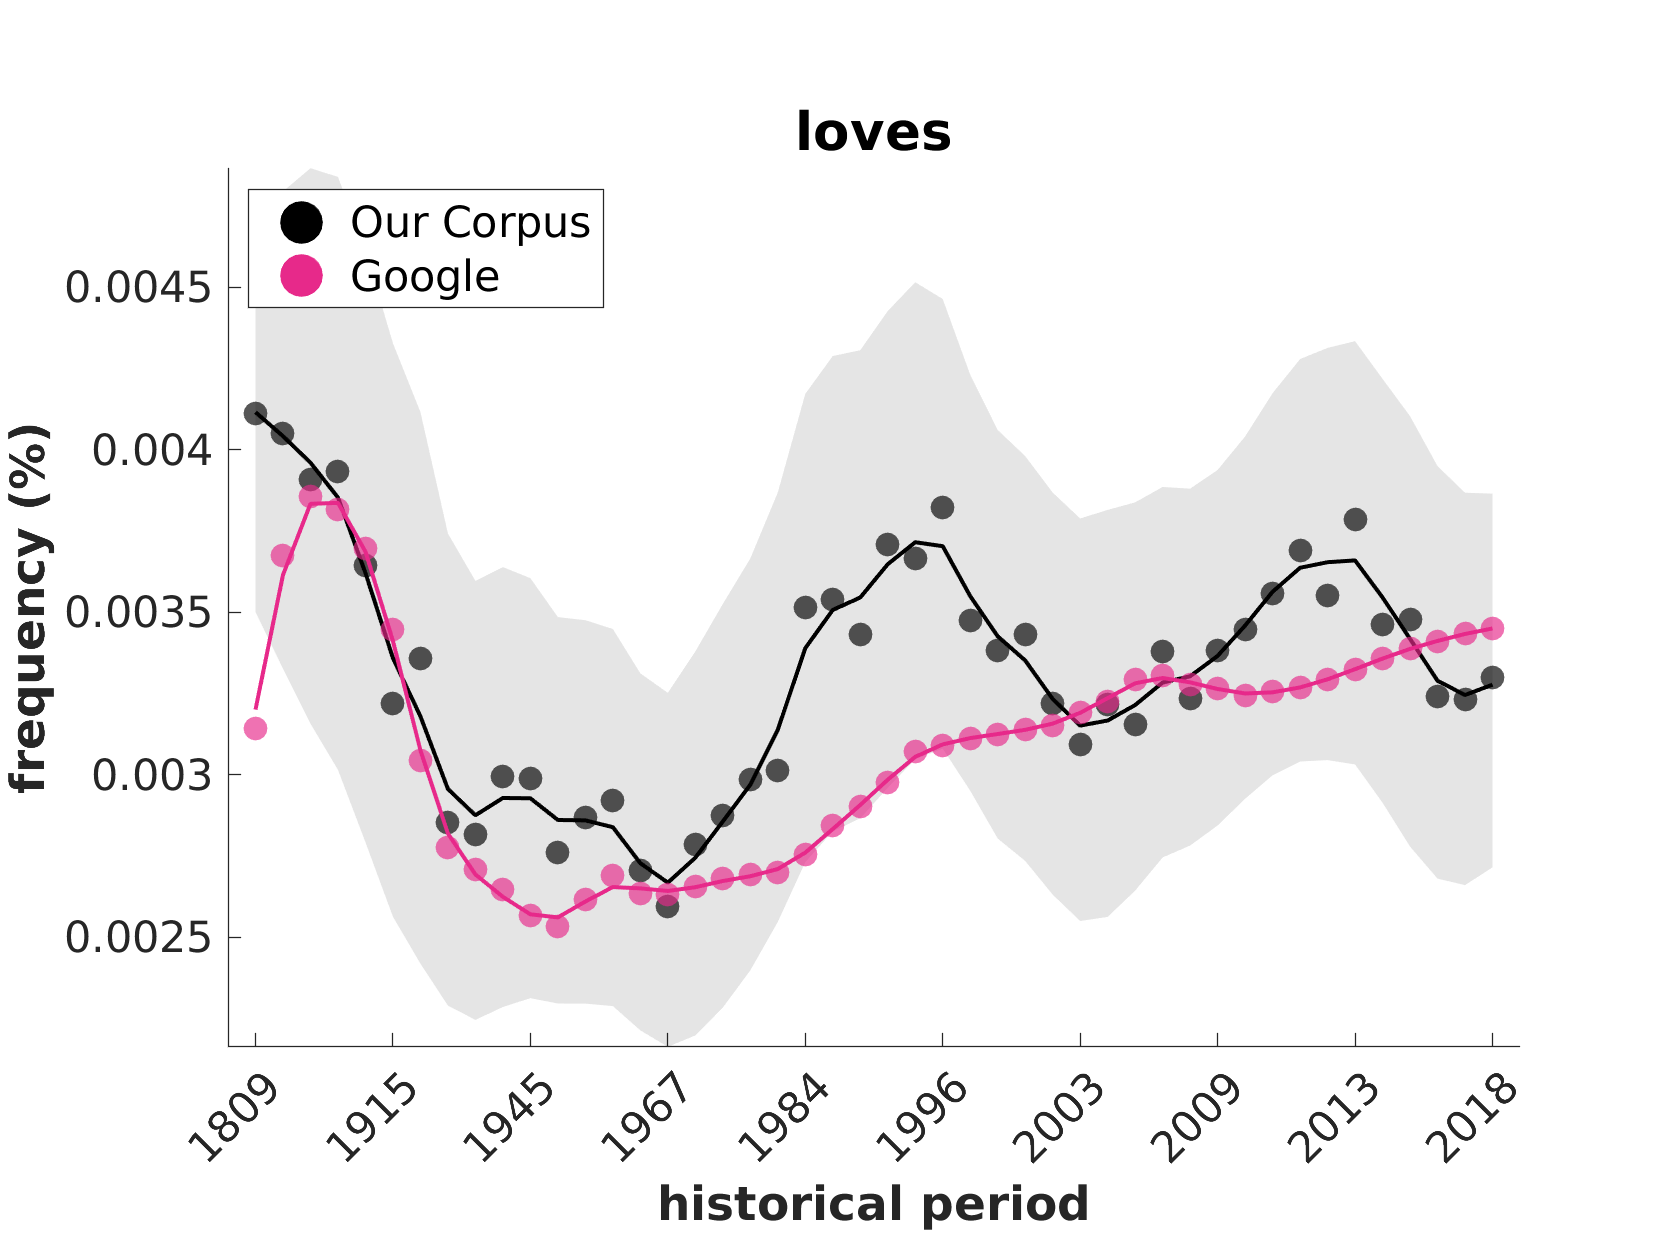 loves
Our Corpus
Google
0.0045
0.004
0.0035
0.003
0.0025
frequency (%)
1809 1915 1945 1967 1984 1996 2003 2009 2013 2018
historical period